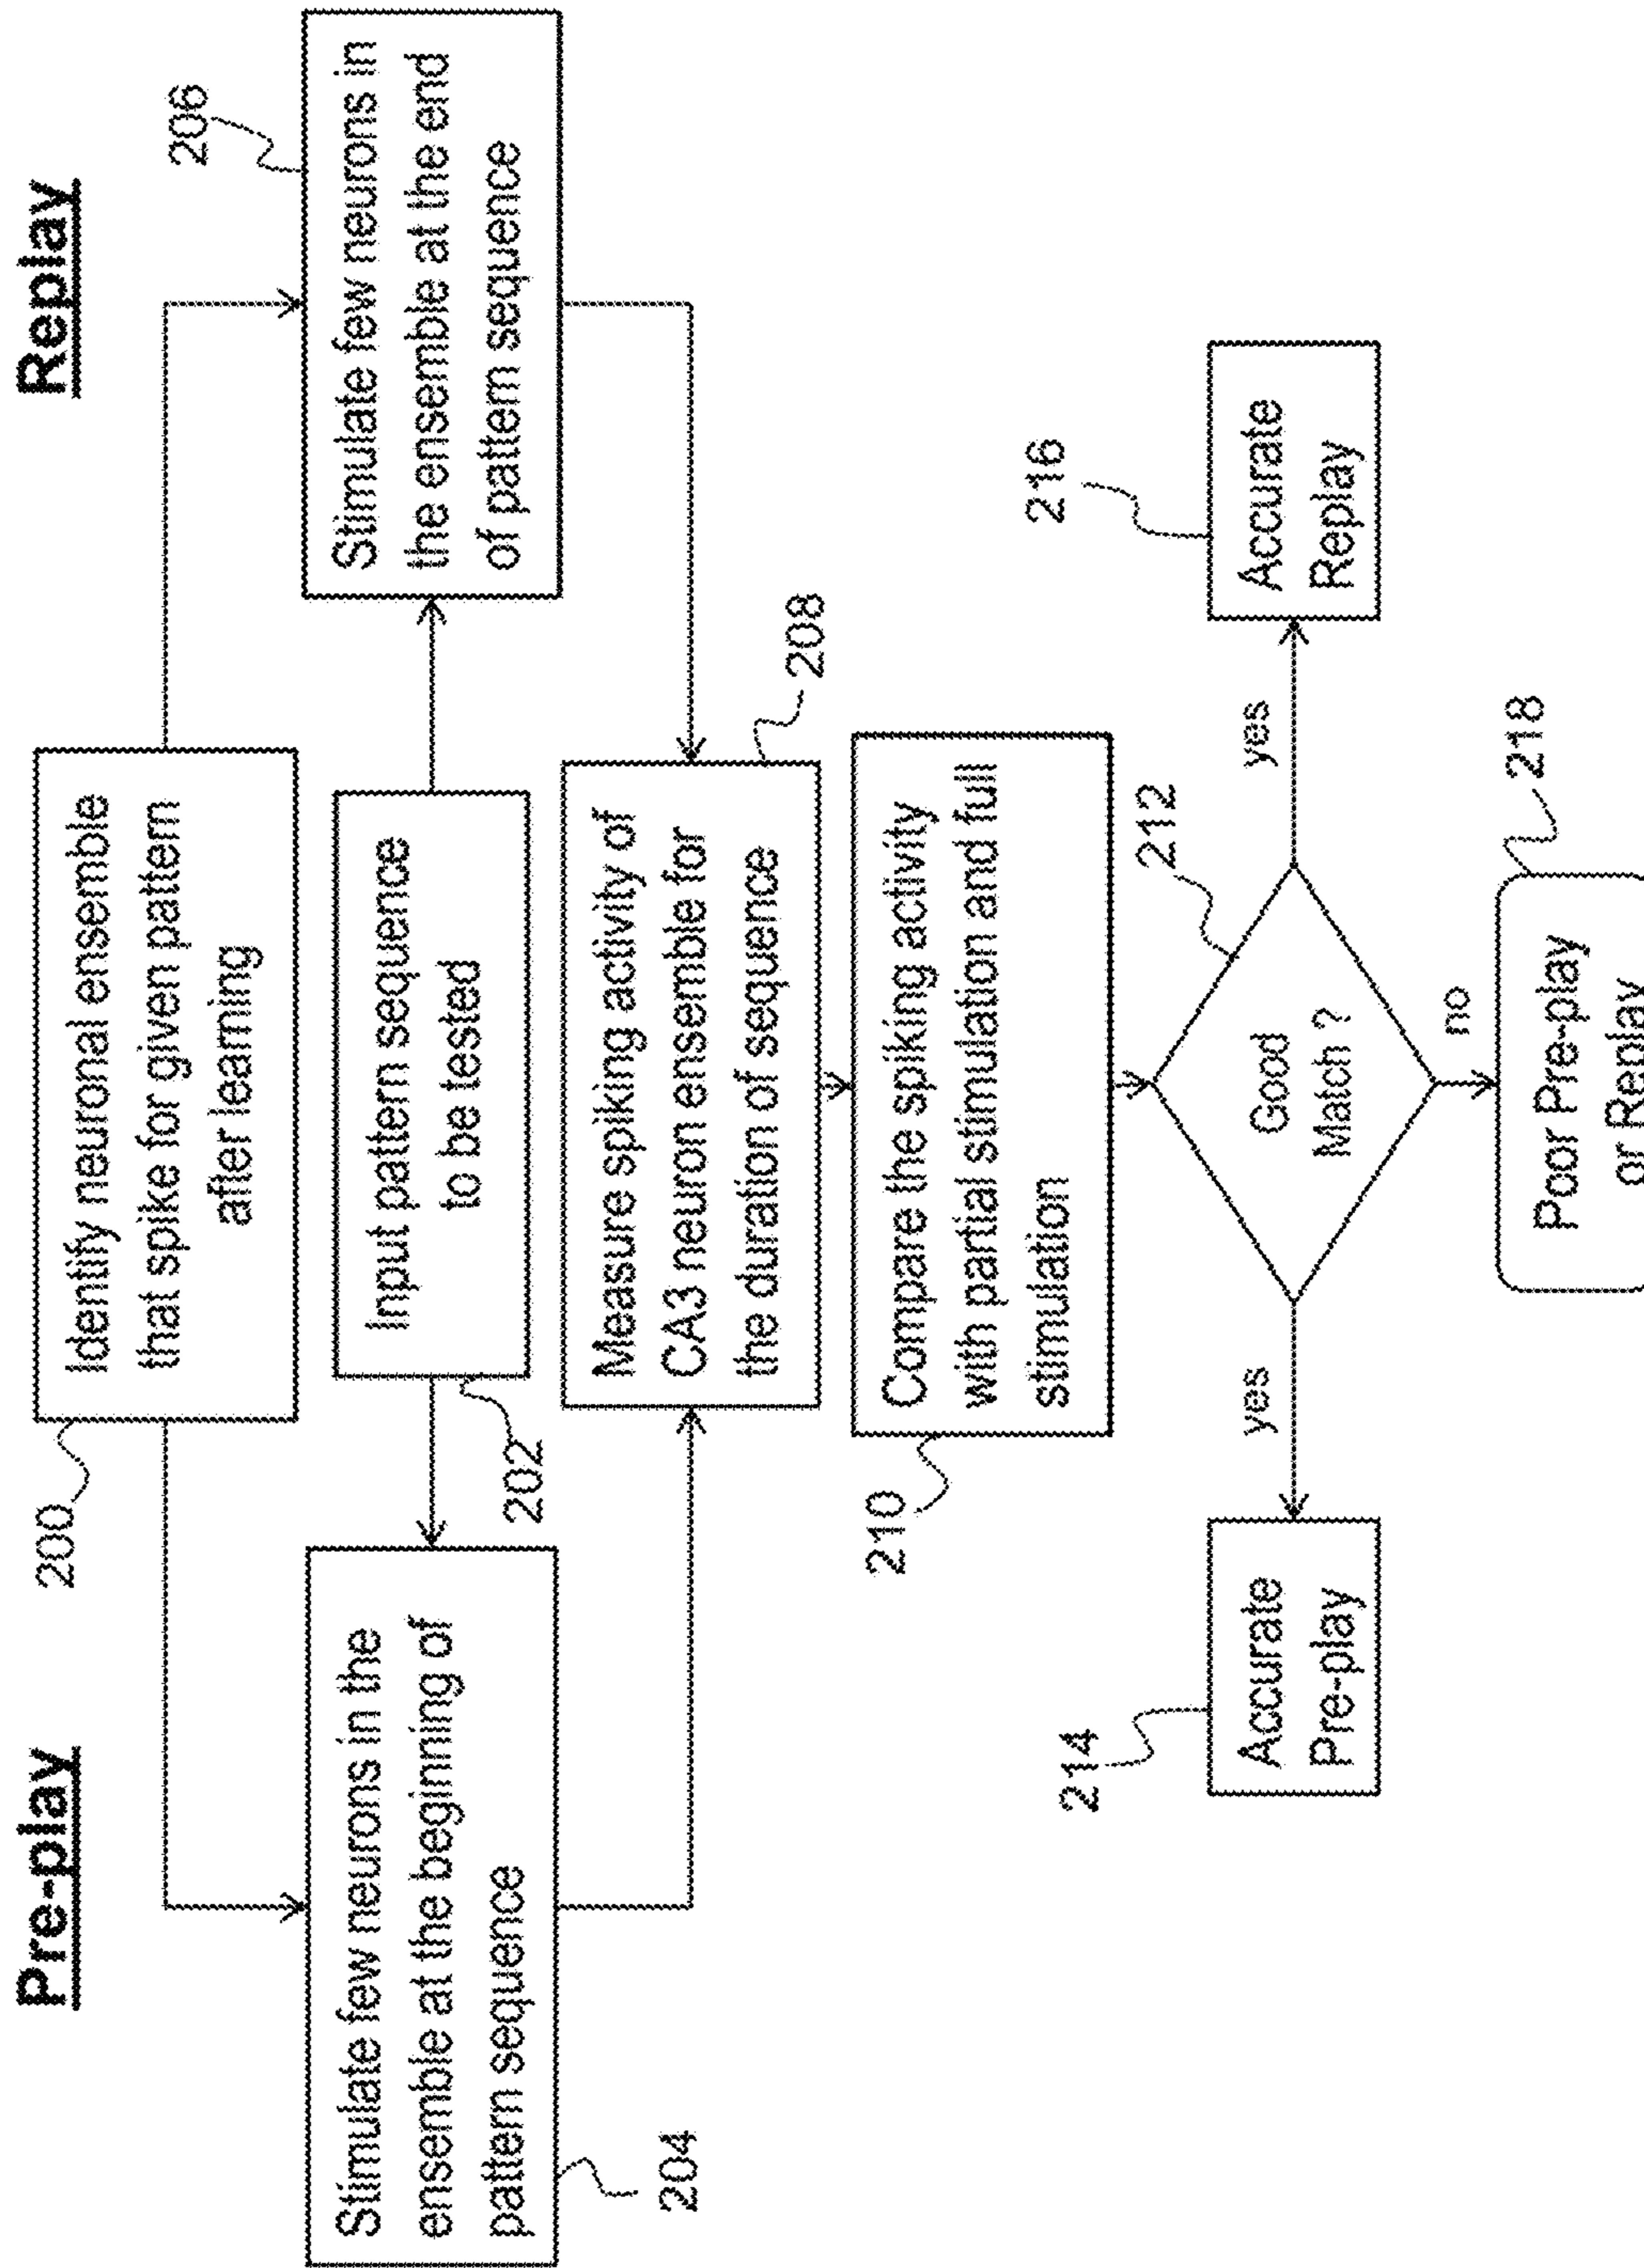 Pre-play
Replay
200
Identify neuronal ensemble
that spike for given pattern
after learning
Input pattern sequence
to be tested
202
Stimulate few neurons in the
ensemble at the beginning of
pattern sequence
204
206
Stimulate few neurons in
the ensemble at the end
of pattern sequence
Measure spiking activity of
CA3 neuron ensemble for
the duration of sequence
208
210
Compare the spiking activity
with partial stimulation and full
stimulation
212
Good
Match ?
yes
yes
no
214
Accurate
Pre-play
216
Accurate
Replay
218
Poor Pre-play
or Replay